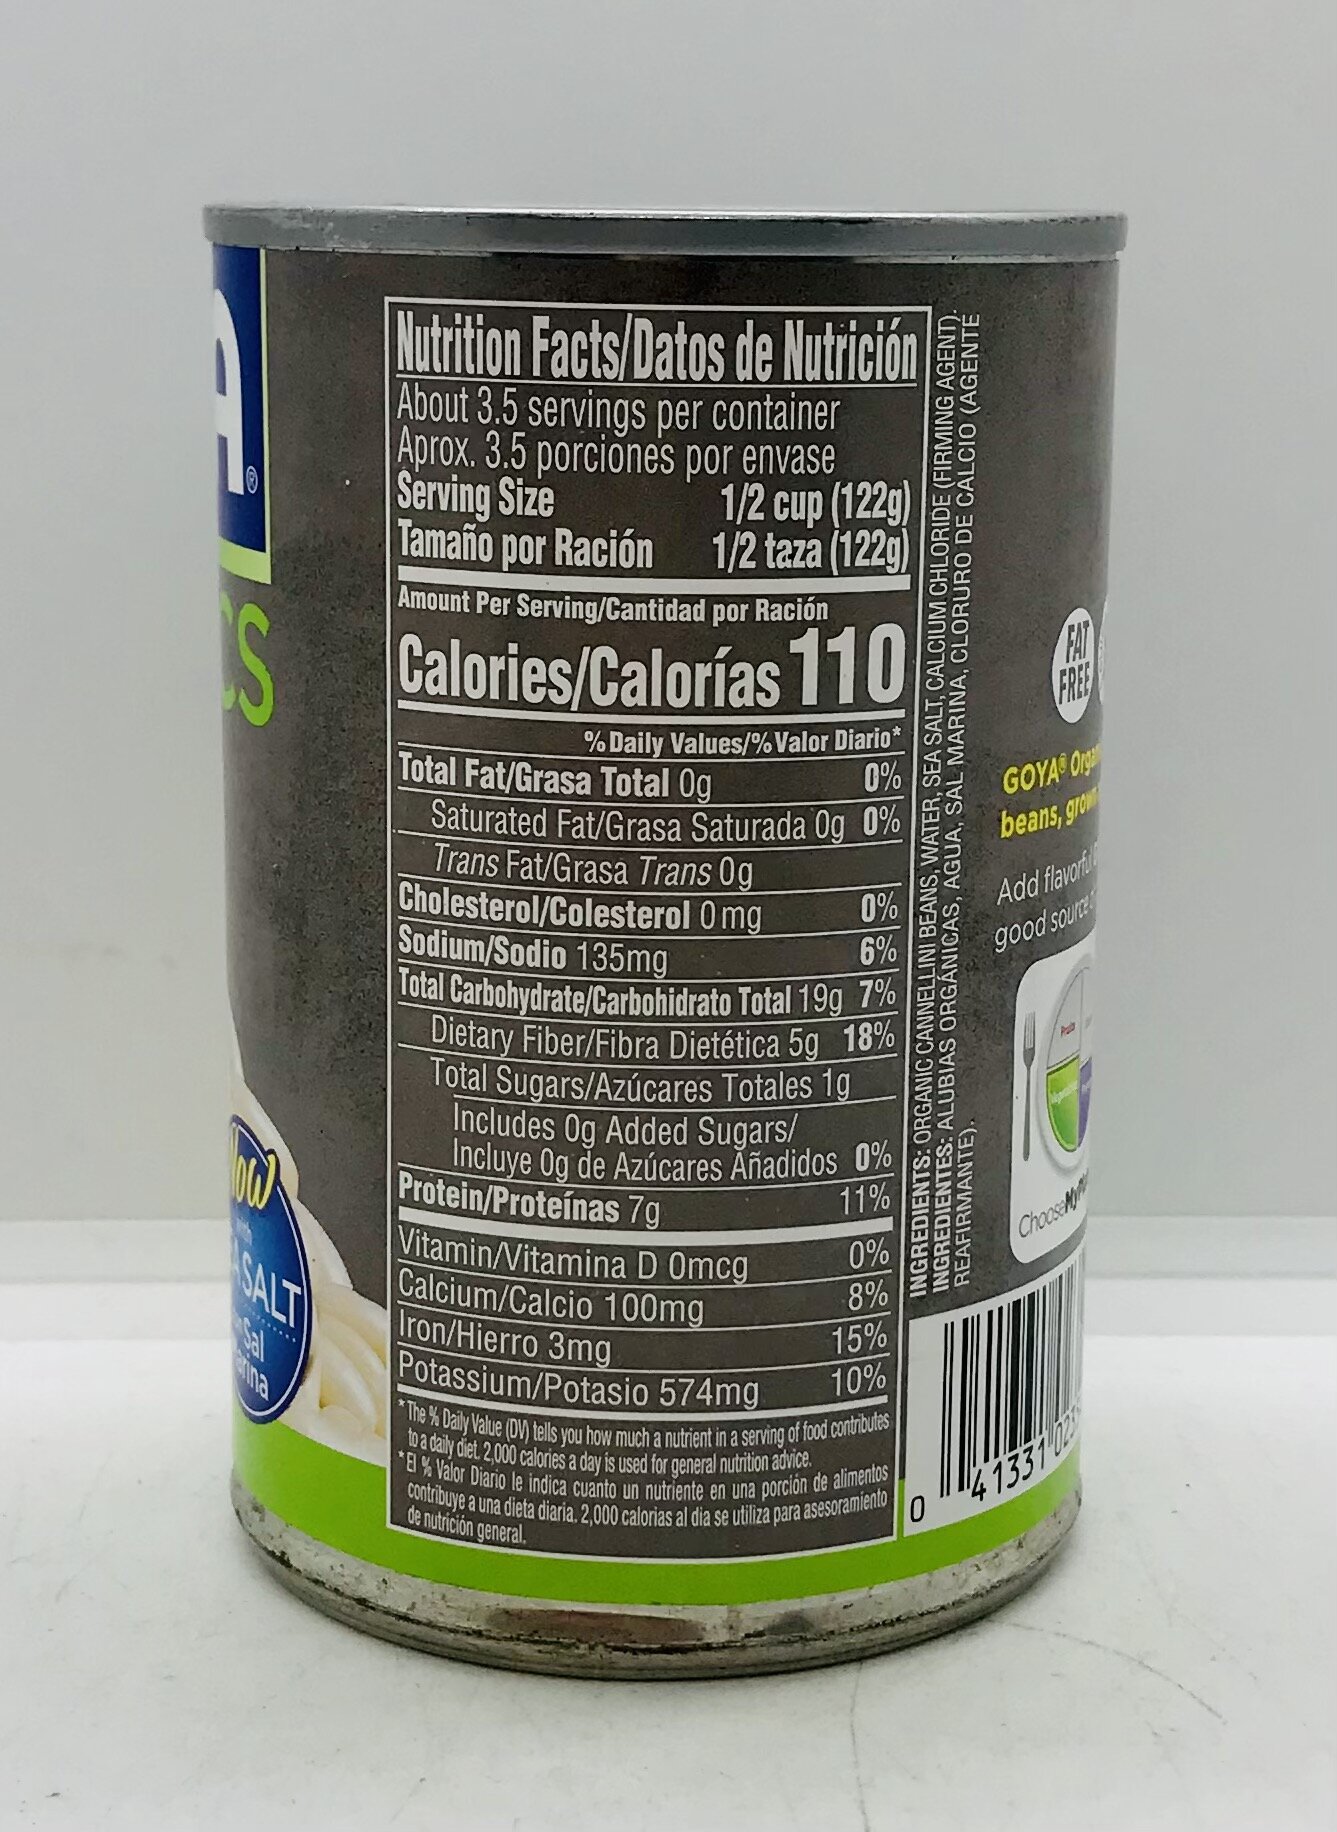 A®
CS
Now
with
SALT
Sal
Nutrition Facts/Datos de Nutrición
About 3.5 servings per container
Aprox. 3.5 porciones por envase
Serving Size 1/2 cup (122g)
Tamaño por Ración 1/2 taza (122g)
Amount Per Serving/Cantidad por Ración
Calories/Calorías 110
% Daily Values/% Valor Diario*
Total Fat/Grasa Total 0g 0%
Saturated Fat/Grasa Saturada 0g 0%
Trans Fat/Grasa Trans 0g
Cholesterol/Colesterol 0mg 0%
Sodium/Sodio 135mg 6%
Total Carbohydrate/Carbohidrato Total 19g 7%
Dietary Fiber/Fibra Dietética 5g 18%
Total Sugars/Azúcares Totales 1g
Includes 0g Added Sugars/
Incluye 0g de Azúcares Añadidos 0%
Protein/Proteínas 7g 11%
Vitamin/Vitamina D 0mcg 0%
Calcium/Calcio 100mg 8%
Iron/Hierro 3mg 15%
Potassium/Potasio 574mg 10%
*The % Daily Value (DV) tells you how much a nutrient in a serving of food contributes
to a daily diet. 2,000 calories a day is used for general nutrition advice.
*El % Valor Diario le indica cuanto un nutriente en una porción de alimentos
contribuye a una dieta diaria. 2,000 calorias al dia se utiliza para asesoramiento
de nutrición general.
INGREDIENTS: ORGANIC CANNELLINI BEANS, WATER, SEA SALT, CALCIUM CHLORIDE (FIRMING AGENT).
INGREDIENTES: ALUBIAS ORGÁNICAS, AGUA, SAL MARINA, CLORURO DE CALCIO (AGENTE
REAFIRMANTE).
FAT
FREE
GOYA®
beans,
Add
good source
Fruits
Choose
0 41331 02